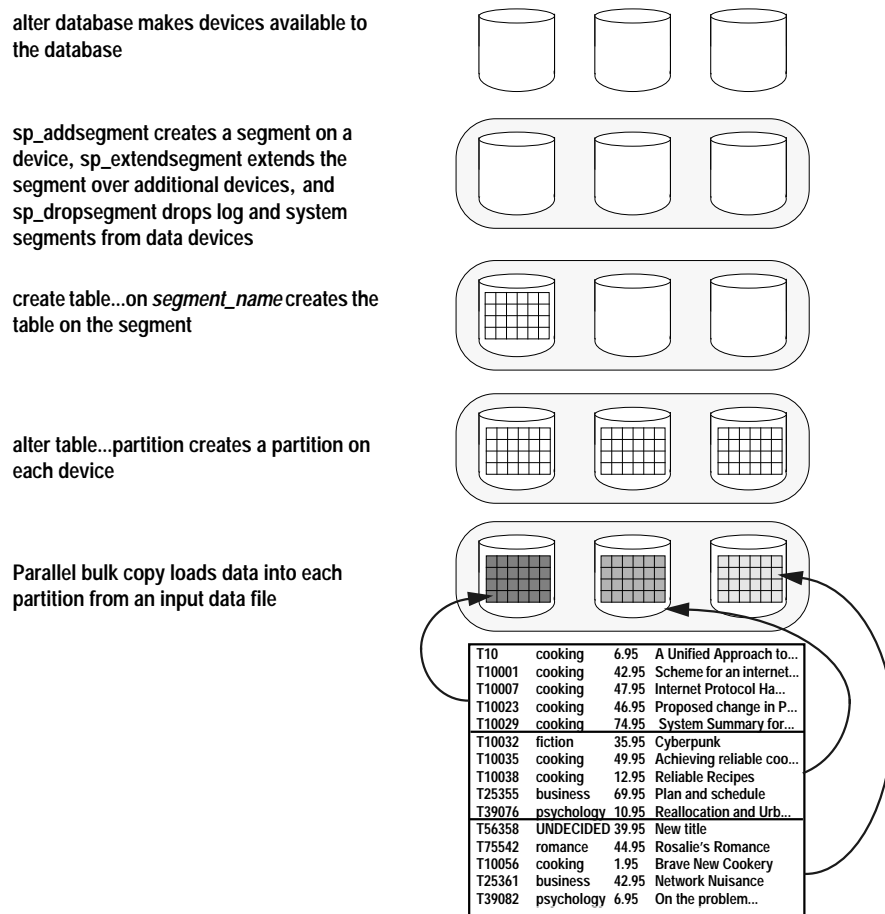 alter database makes devices available to
the database
sp_addsegment creates a segment on a
device, sp_extendsegment extends the
segment over additional devices, and
sp_dropsegment drops log and system
segments from data devices
create table...on segment_name creates the
table on the segment
alter table...partition creates a partition on
each device
Parallel bulk copy loads data into each
partition from an input data file
T10 cooking 6.95 A Unified Approach to...
T10001 cooking 42.95 Scheme for an internet...
T10007 cooking 47.95 Internet Protocol Ha...
T10023 cooking 46.95 Proposed change in P...
T10029 cooking 74.95 System Summary for...
T10032 fiction 35.95 Cyberpunk
T10035 cooking 49.95 Achieving reliable coo...
T10038 cooking 12.95 Reliable Recipes
T25355 business 69.95 Plan and schedule
T39076 psychology 10.95 Reallocation and Urb...
T56358 UNDECIDED 39.95 New title
T75542 romance 44.95 Rosalie's Romance
T10056 cooking 1.95 Brave New Cookery
T25361 business 42.95 Network Nuisance
T39082 psychology 6.95 On the problem...